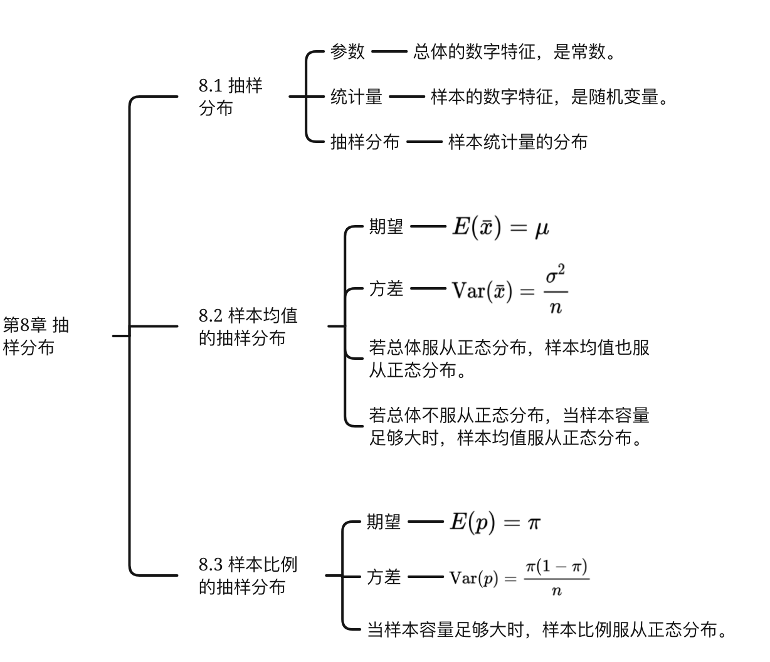 第8章 抽
样分布
8.1 抽样
分布
参数
总体的数字特征，是常数。
统计量
样本的数字特征，是随机变量。
抽样分布
样本统计量的分布
8.2 样本均值
的抽样分布
期望
E(x̄) = μ
方差
Var(x̄) = σ²/n
若总体服从正态分布，样本均值也服
从正态分布。
若总体不服从正态分布，当样本容量
足够大时，样本均值服从正态分布。
8.3 样本比例
的抽样分布
期望
E(p) = π
方差
Var(p) = π(1 − π)/n
当样本容量足够大时，样本比例服从正态分布。